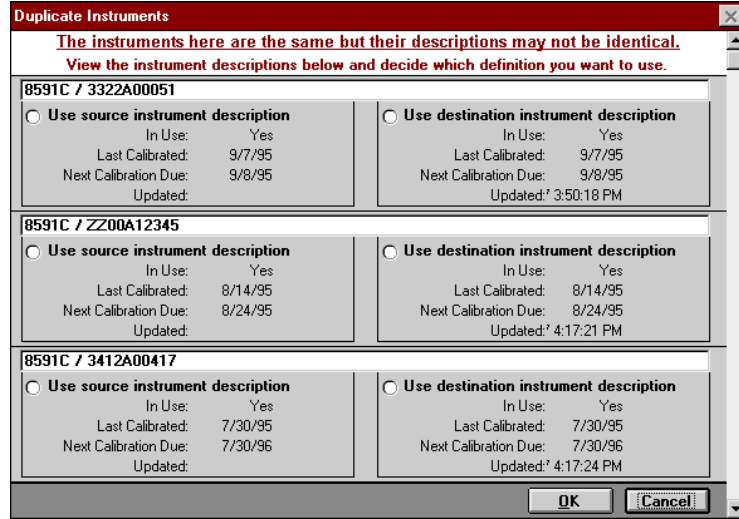 Duplicate Instruments
The instruments here are the same but their descriptions may not be identical.
View the instrument descriptions below and decide which definition you want to use.
8591C / 3322A00051
Use source instrument description Use destination instrument description
In Use: Yes In Use: Yes
Last Calibrated: 9/7/95 Last Calibrated: 9/7/95
Next Calibration Due: 9/8/95 Next Calibration Due: 9/8/95
Updated: Updated:' 3:50:18 PM
8591C / ZZ00A12345
Use source instrument description Use destination instrument description
In Use: Yes In Use: Yes
Last Calibrated: 8/14/95 Last Calibrated: 8/14/95
Next Calibration Due: 8/24/95 Next Calibration Due: 8/24/95
Updated: Updated:' 4:17:21 PM
8591C / 3412A00417
Use source instrument description Use destination instrument description
In Use: Yes In Use: Yes
Last Calibrated: 7/30/95 Last Calibrated: 7/30/95
Next Calibration Due: 7/30/96 Next Calibration Due: 7/30/96
Updated: Updated:' 4:17:24 PM
OK Cancel